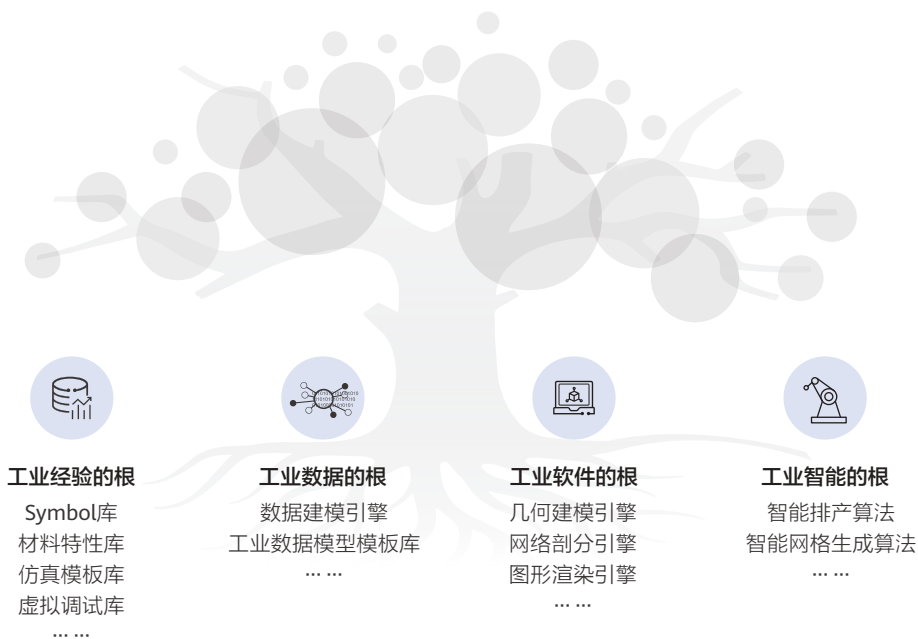 工业经验的根
Symbol库
材料特性库
仿真模板库
虚拟调试库
... ...
工业数据的根
数据建模引擎
工业数据模型模板库
... ...
工业软件的根
几何建模引擎
网络剖分引擎
图形渲染引擎
... ...
工业智能的根
智能排产算法
智能网格生成算法
... ...